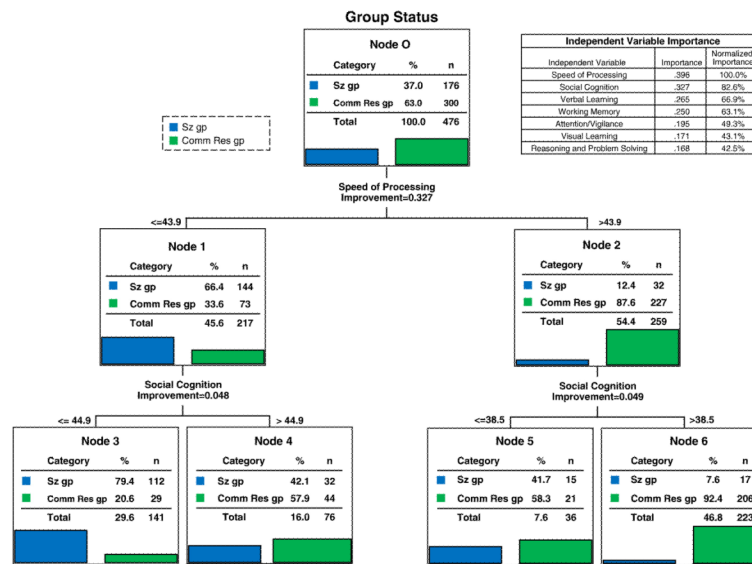 Group Status
Node O
Category % n
Sz gp 37.0 176
Comm Res gp 63.0 300
Total 100.0 476
Sz gp
Comm Res gp
Independent Variable Importance
Independent Variable Importance Normalized Importance
Speed of Processing .396 100.0%
Social Cognition .327 82.6%
Verbal Learning .265 66.9%
Working Memory .250 63.1%
Attention/Vigilance .195 49.3%
Visual Learning .171 43.1%
Reasoning and Problem Solving .168 42.5%
Speed of Processing
Improvement=0.327
<=43.9 >43.9
Node 1
Category % n
Sz gp 66.4 144
Comm Res gp 33.6 73
Total 45.6 217
Node 2
Category % n
Sz gp 12.4 32
Comm Res gp 87.6 227
Total 54.4 259
Social Cognition
Improvement=0.048
<= 44.9 > 44.9
Social Cognition
Improvement=0.049
<=38.5 >38.5
Node 3
Category % n
Sz gp 79.4 112
Comm Res gp 20.6 29
Total 29.6 141
Node 4
Category % n
Sz gp 42.1 32
Comm Res gp 57.9 44
Total 16.0 76
Node 5
Category % n
Sz gp 41.7 15
Comm Res gp 58.3 21
Total 7.6 36
Node 6
Category % n
Sz gp 7.6 17
Comm Res gp 92.4 206
Total 46.8 223